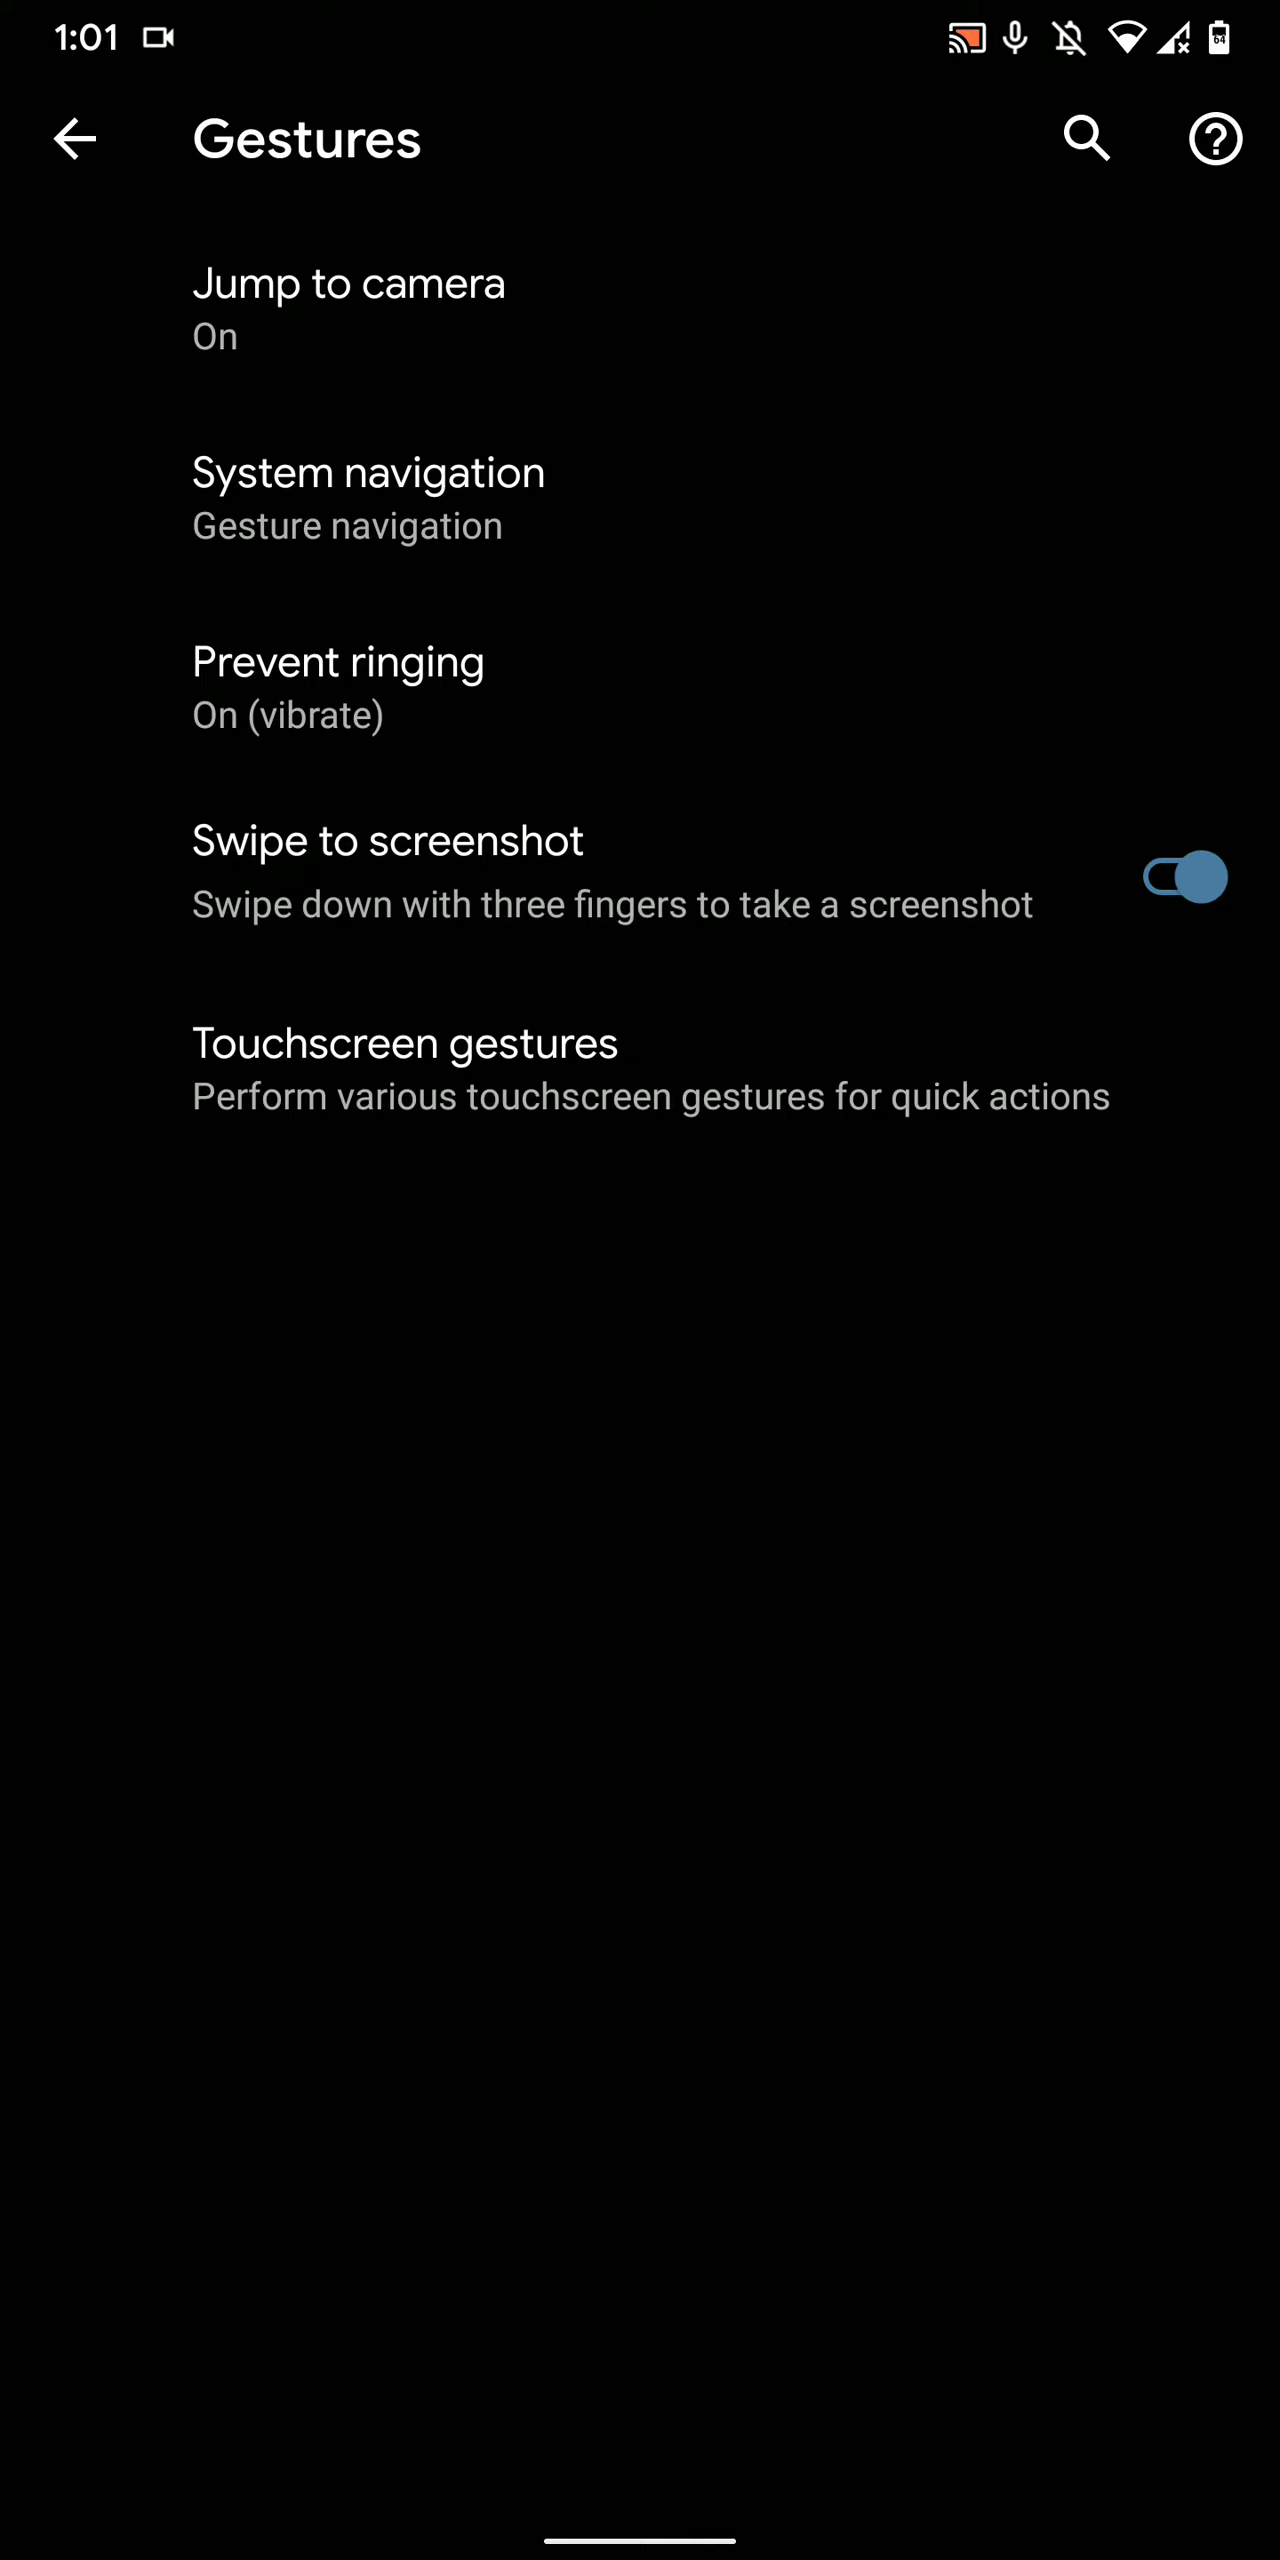 1:01
64
Gestures
Jump to camera
On
System navigation
Gesture navigation
Prevent ringing
On (vibrate)
Swipe to screenshot
Swipe down with three fingers to take a screenshot
Touchscreen gestures
Perform various touchscreen gestures for quick actions